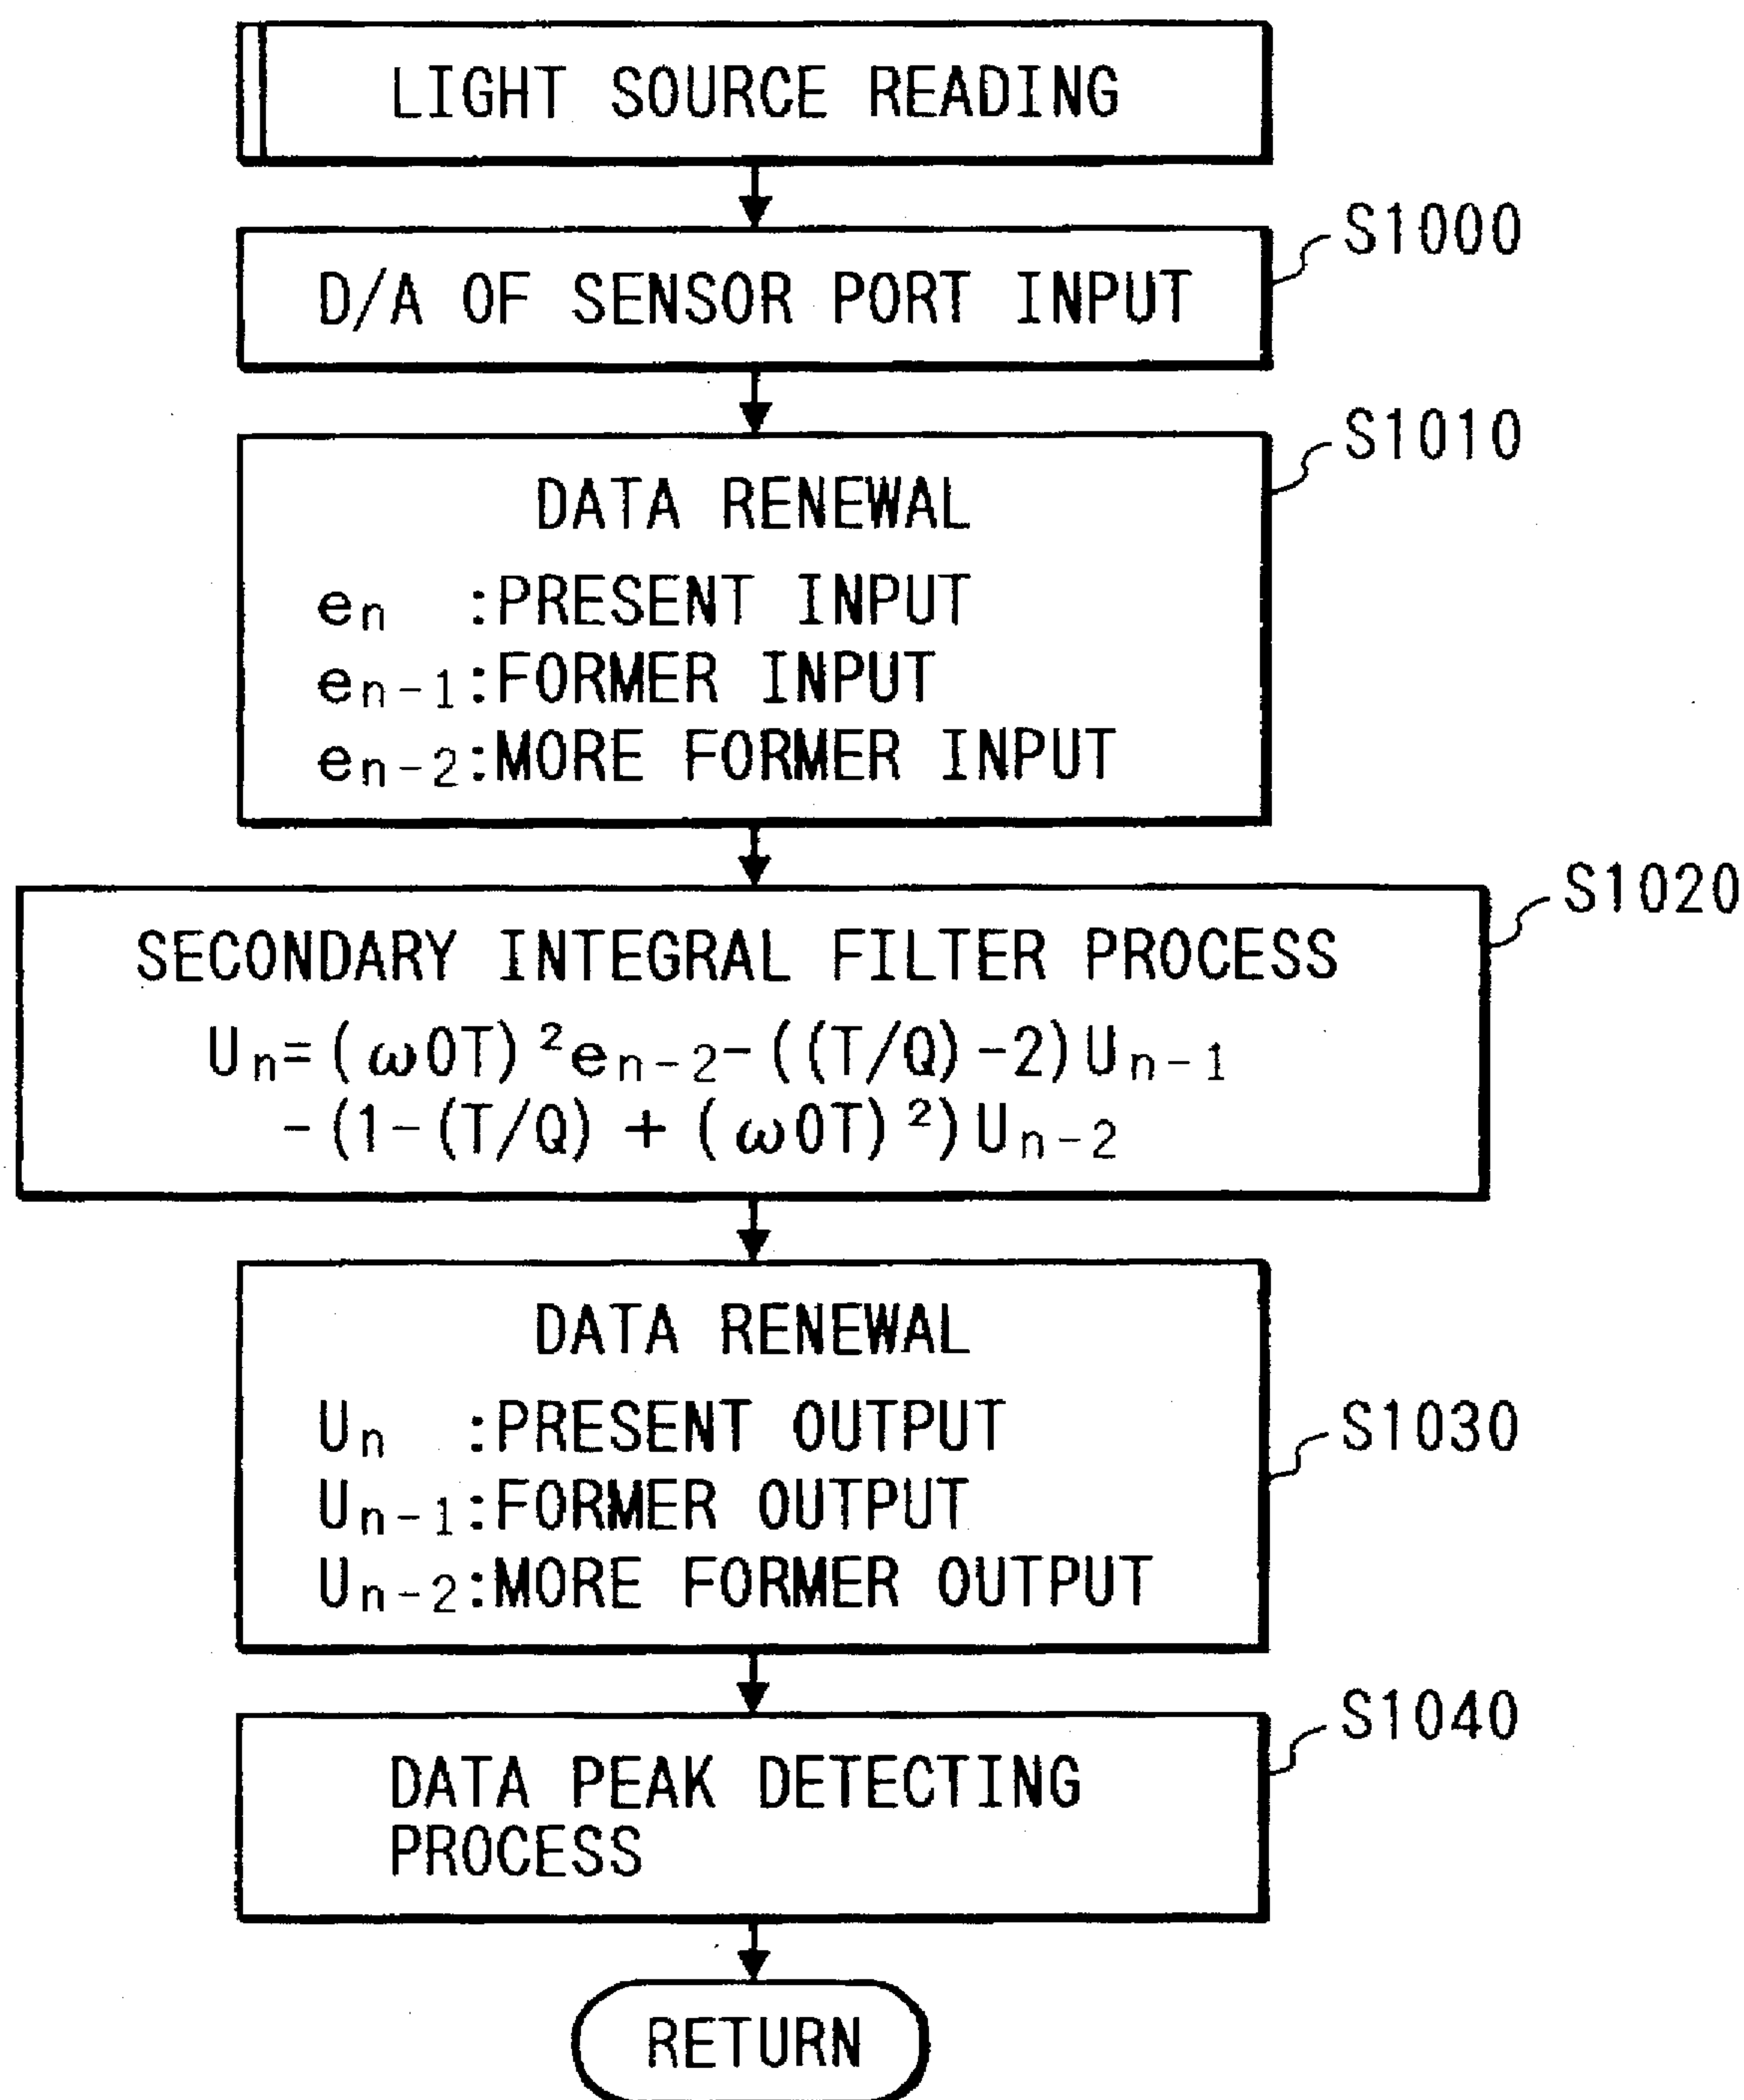 LIGHT SOURCE READING
S1000
D/A OF SENSOR PORT INPUT
S1010
DATA RENEWAL
eₙ :PRESENT INPUT
eₙ₋₁:FORMER INPUT
eₙ₋₂:MORE FORMER INPUT
S1020
SECONDARY INTEGRAL FILTER PROCESS
Uₙ=(ω0T)²eₙ₋₂-((T/Q)-2)Uₙ₋₁
-(1-(T/Q)+(ω0T)²)Uₙ₋₂
DATA RENEWAL
S1030
Uₙ :PRESENT OUTPUT
Uₙ₋₁:FORMER OUTPUT
Uₙ₋₂:MORE FORMER OUTPUT
S1040
DATA PEAK DETECTING
PROCESS
RETURN